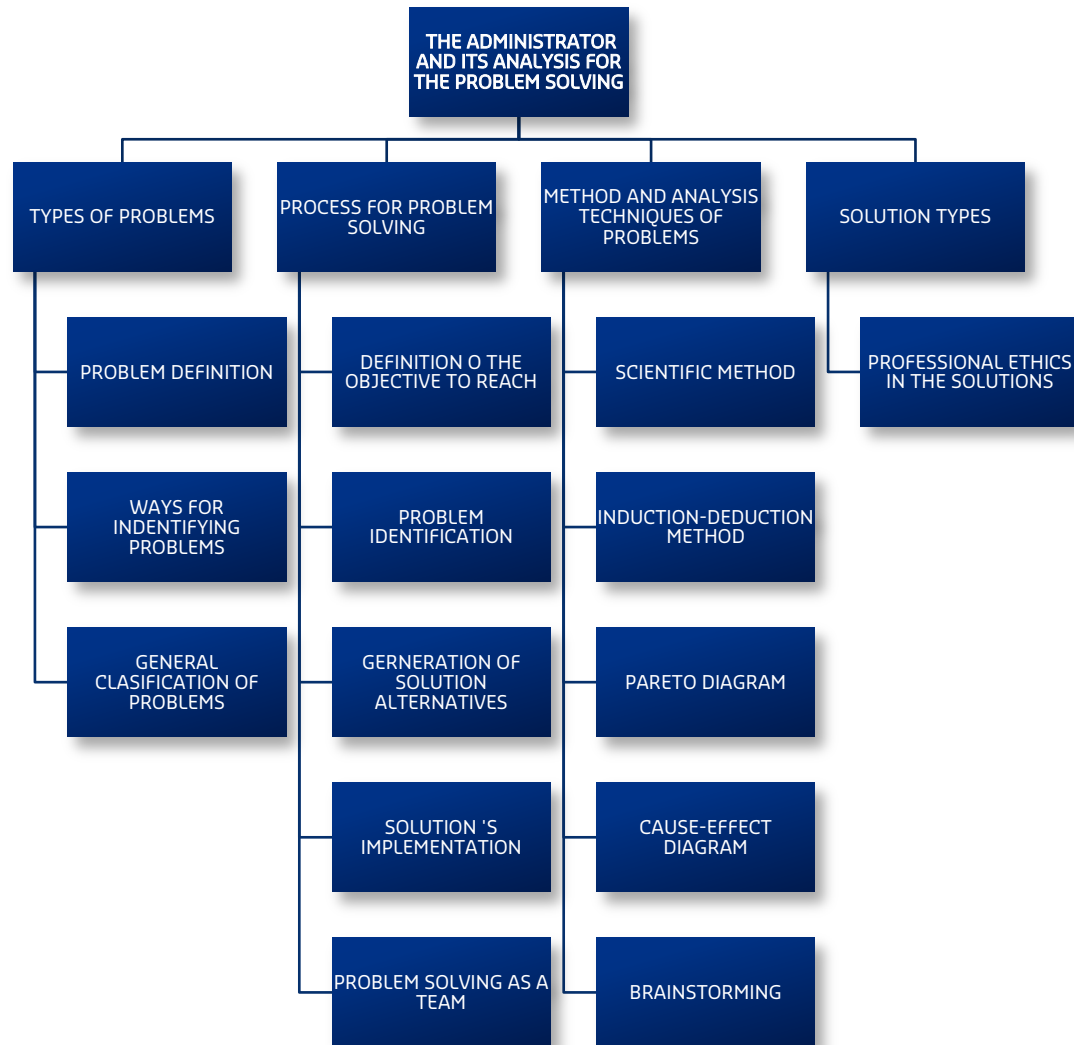 THE ADMINISTRATOR
AND ITS ANALYSIS FOR
THE PROBLEM SOLVING
TYPES OF PROBLEMS
PROCESS FOR PROBLEM
SOLVING
METHOD AND ANALYSIS
TECHNIQUES OF
PROBLEMS
SOLUTION TYPES
PROBLEM DEFINITION
DEFINITION O THE
OBJECTIVE TO REACH
SCIENTIFIC METHOD
PROFESSIONAL ETHICS
IN THE SOLUTIONS
WAYS FOR
INDENTIFYING
PROBLEMS
PROBLEM
IDENTIFICATION
INDUCTION-DEDUCTION
METHOD
GENERAL
CLASIFICATION OF
PROBLEMS
GERNERATION OF
SOLUTION
ALTERNATIVES
PARETO DIAGRAM
SOLUTION 'S
IMPLEMENTATION
CAUSE-EFFECT
DIAGRAM
PROBLEM SOLVING AS A
TEAM
BRAINSTORMING